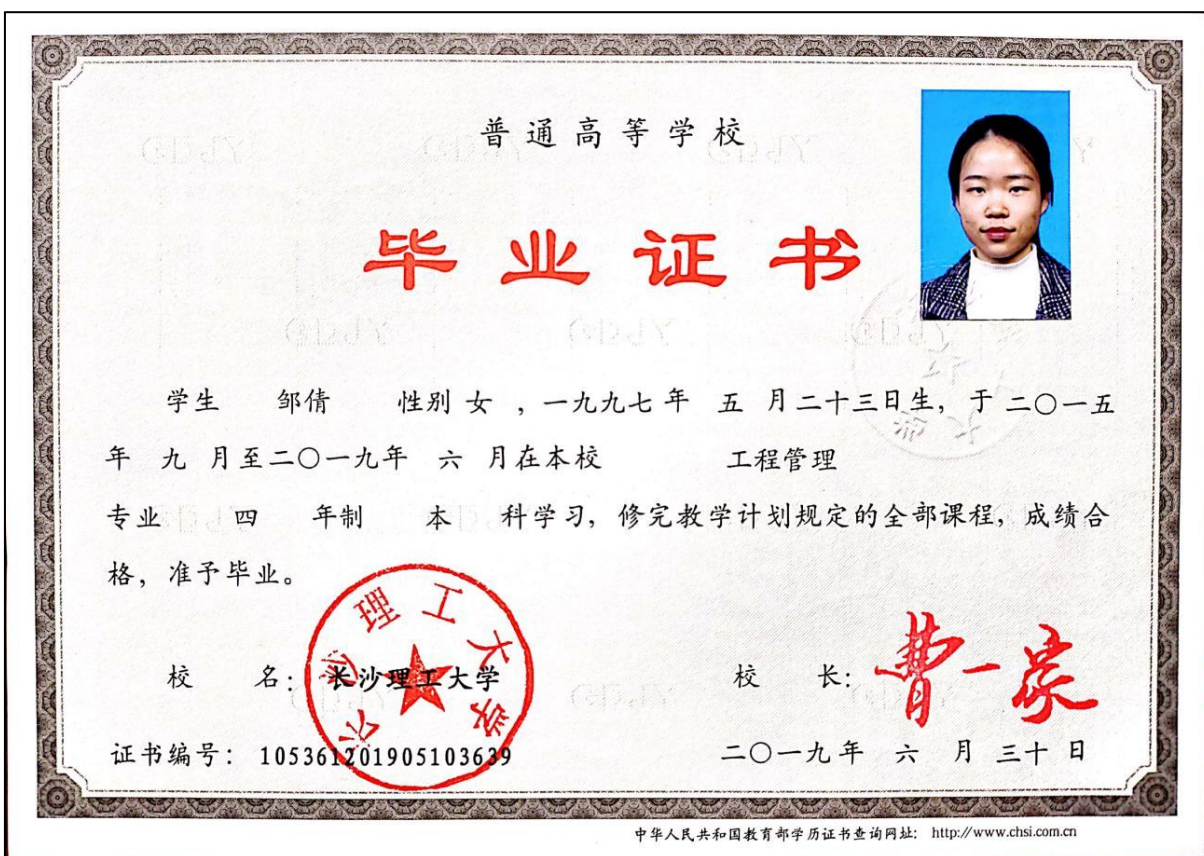 普通高等学校
毕业证书
学生 邹倩 性别 女 ，一九九七 年 五 月二十三日生，于 二〇一五
年 九 月至二〇一九年 六 月在本校 工程管理
专业 四 年制 本 科学习，修完教学计划规定的全部课程，成绩合
格，准予毕业。
长沙理工大学
校 名：长沙理工大学
校 长：曹一家
证书编号：105361201905103639
二〇一九年 六 月 三十 日
中华人民共和国教育部学历证书查询网址：http://www.chsi.com.cn